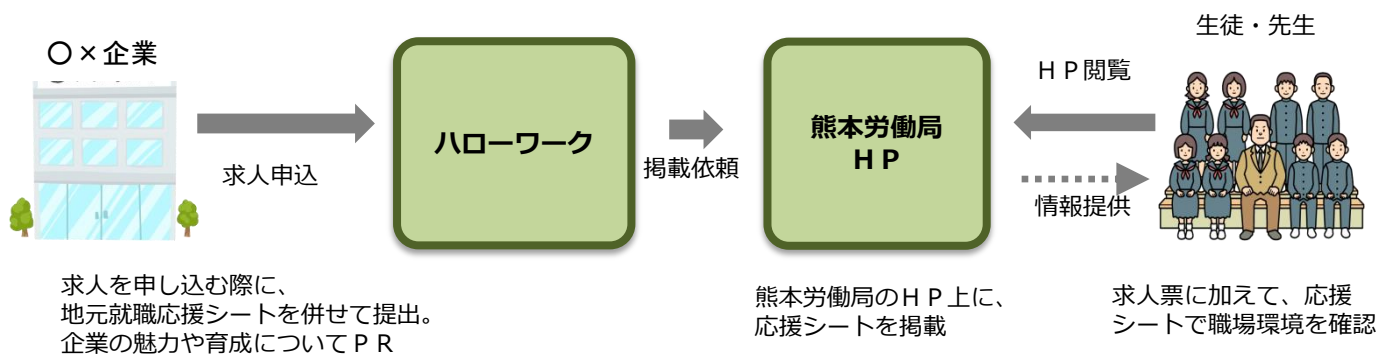 〇×企業
求人申込
求人を申し込む際に、
地元就職応援シートを併せて提出。
企業の魅力や育成についてＰＲ
ハローワーク
掲載依頼
熊本労働局
ＨＰ
熊本労働局のＨＰ上に、
応援シートを掲載
ＨＰ閲覧
情報提供
生徒・先生
求人票に加えて、応援
シートで職場環境を確認